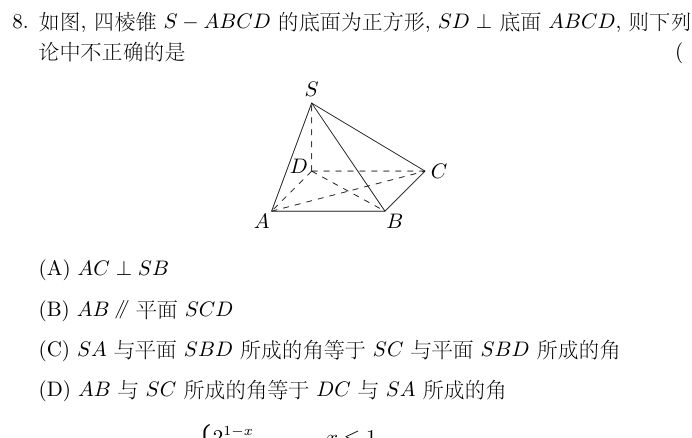 8. 如图, 四棱锥 S − ABCD 的底面为正方形, SD ⊥ 底面 ABCD, 则下列
论中不正确的是 (
S
D
C
A
B
(A) AC ⊥ SB
(B) AB ∥ 平面 SCD
(C) SA 与平面 SBD 所成的角等于 SC 与平面 SBD 所成的角
(D) AB 与 SC 所成的角等于 DC 与 SA 所成的角
2^{1−x} x ⩽ 1